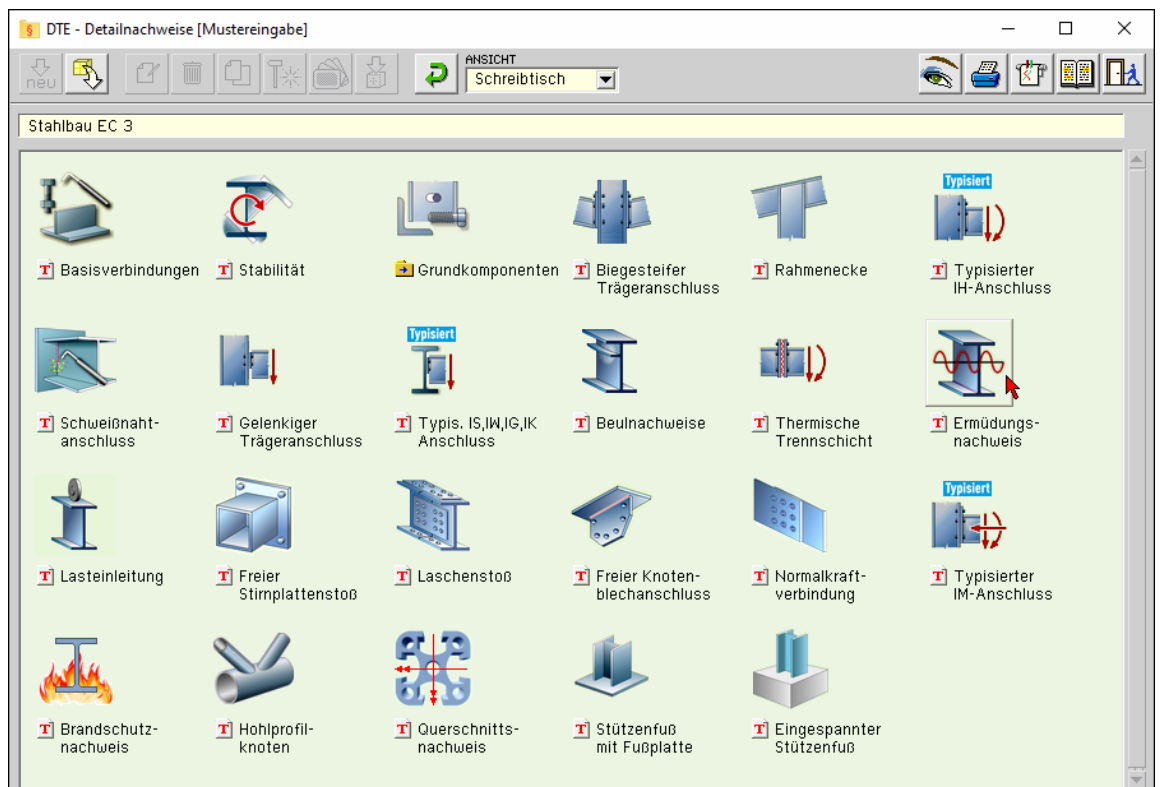 § DTE - Detailnachweise [Mustereingabe]
neu
ANSICHT
Schreibtisch
Stahlbau EC 3
T Basisverbindungen
T Stabilität
Grundkomponenten
T Biegesteifer
Trägeranschluss
T Rahmenecke
Typisiert
T Typisierter
IH-Anschluss
T Schweißnaht-
anschluss
T Gelenkiger
Trägeranschluss
Typisiert
T Typis. IS,IW,IG,IK
Anschluss
T Beulnachweise
T Thermische
Trennschicht
T Ermüdungs-
nachweis
T Lasteinleitung
T Freier
Stirnplattenstoß
T Laschenstoß
T Freier Knoten-
blechanschluss
T Normalkraft-
verbindung
Typisiert
T Typisierter
IM-Anschluss
T Brandschutz-
nachweis
T Hohlprofil-
knoten
T Querschnitts-
nachweis
T Stützenfuß
mit Fußplatte
T Eingespannter
Stützenfuß